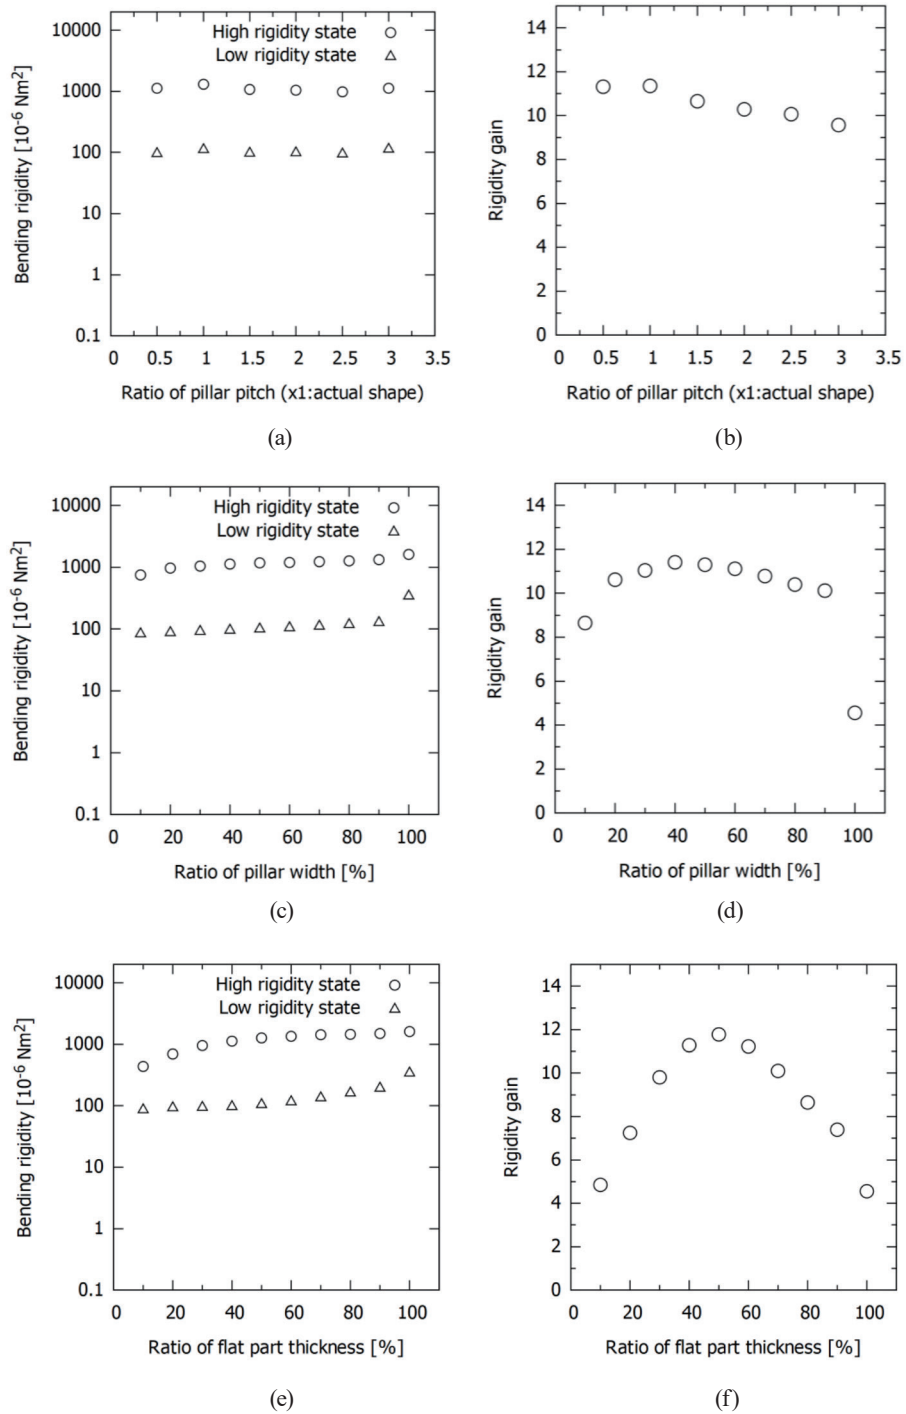 10000
1000
100
10
1
0.1
Bending rigidity [10-6 Nm2]
High rigidity state
Low rigidity state
0 0.5 1 1.5 2 2.5 3 3.5
Ratio of pillar pitch (x1:actual shape)
(a)
14
12
10
8
6
4
2
0
Rigidity gain
0 0.5 1 1.5 2 2.5 3 3.5
Ratio of pillar pitch (x1:actual shape)
(b)
10000
1000
100
10
1
0.1
Bending rigidity [10-6 Nm2]
High rigidity state
Low rigidity state
0 20 40 60 80 100
Ratio of pillar width [%]
(c)
14
12
10
8
6
4
2
0
Rigidity gain
0 20 40 60 80 100
Ratio of pillar width [%]
(d)
10000
1000
100
10
1
0.1
Bending rigidity [10-6 Nm2]
High rigidity state
Low rigidity state
0 20 40 60 80 100
Ratio of flat part thickness [%]
(e)
14
12
10
8
6
4
2
0
Rigidity gain
0 20 40 60 80 100
Ratio of flat part thickness [%]
(f)